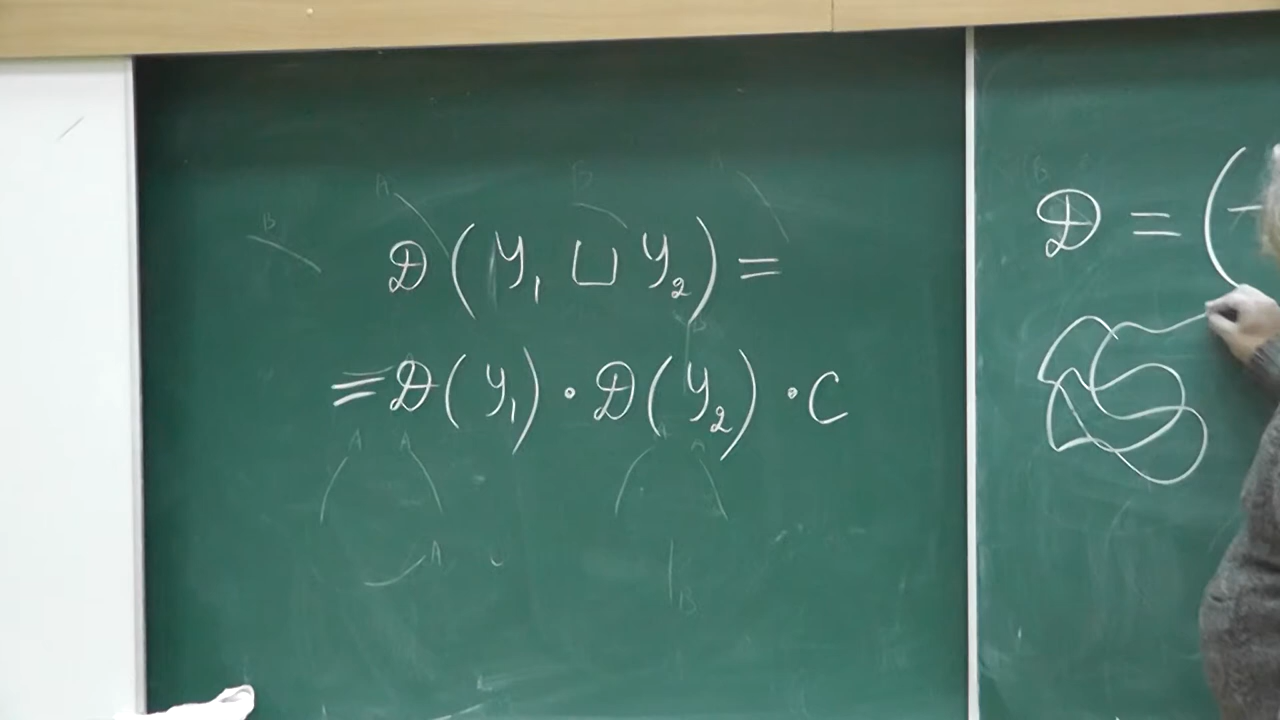 𝒟(Y₁ ⊔ Y₂) =
= 𝒟(Y₁) · 𝒟(Y₂) · C
𝒟 = (−
B
A
B
B
A
A
A
B